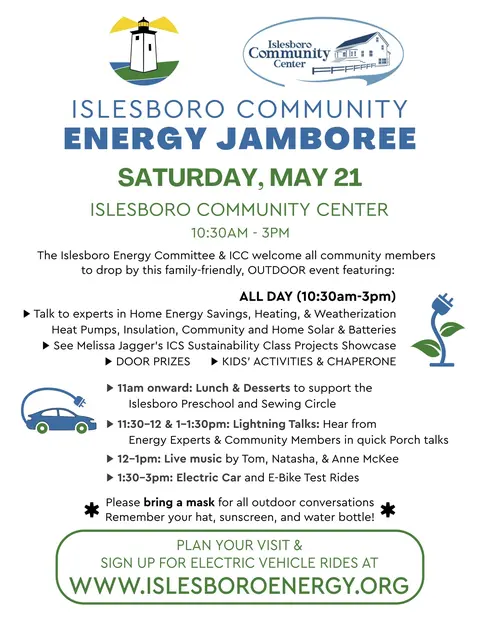 Islesboro
Community
Center
ISLESBORO COMMUNITY
ENERGY JAMBOREE
SATURDAY, MAY 21
ISLESBORO COMMUNITY CENTER
10:30AM - 3PM
The Islesboro Energy Committee & ICC welcome all community members
to drop by this family-friendly, OUTDOOR event featuring:
ALL DAY (10:30am-3pm)
▶ Talk to experts in Home Energy Savings, Heating, & Weatherization
Heat Pumps, Insulation, Community and Home Solar & Batteries
▶ See Melissa Jagger's ICS Sustainability Class Projects Showcase
▶ DOOR PRIZES ▶ KIDS' ACTIVITIES & CHAPERONE
▶ 11am onward: Lunch & Desserts to support the
Islesboro Preschool and Sewing Circle
▶ 11:30-12 & 1-1:30pm: Lightning Talks: Hear from
Energy Experts & Community Members in quick Porch talks
▶ 12-1pm: Live music by Tom, Natasha, & Anne McKee
▶ 1:30-3pm: Electric Car and E-Bike Test Rides
* Please bring a mask for all outdoor conversations
Remember your hat, sunscreen, and water bottle! *
PLAN YOUR VISIT &
SIGN UP FOR ELECTRIC VEHICLE RIDES AT
WWW.ISLESBOROENERGY.ORG